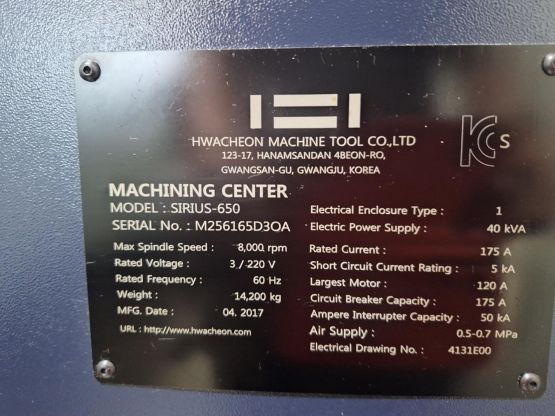 HWACHEON MACHINE TOOL CO.,LTD
123-17, HANAMSANDAN 4BEON-RO,
GWANGSAN-GU, GWANGJU, KOREA
KC S
MACHINING CENTER
MODEL : SIRIUS-650
SERIAL No. : M256165D3OA
Max Spindle Speed : 8,000 rpm
Rated Voltage : 3 / 220 V
Rated Frequency : 60 Hz
Weight : 14,200 kg
MFG. Date : 04. 2017
URL : http://www.hwacheon.com
Electrical Enclosure Type : 1
Electric Power Supply : 40 kVA
Rated Current : 175 A
Short Circuit Current Rating : 5 kA
Largest Motor : 120 A
Circuit Breaker Capacity : 175 A
Ampere Interrupter Capacity : 50 kA
Air Supply : 0.5-0.7 MPa
Electrical Drawing No. : 4131E00